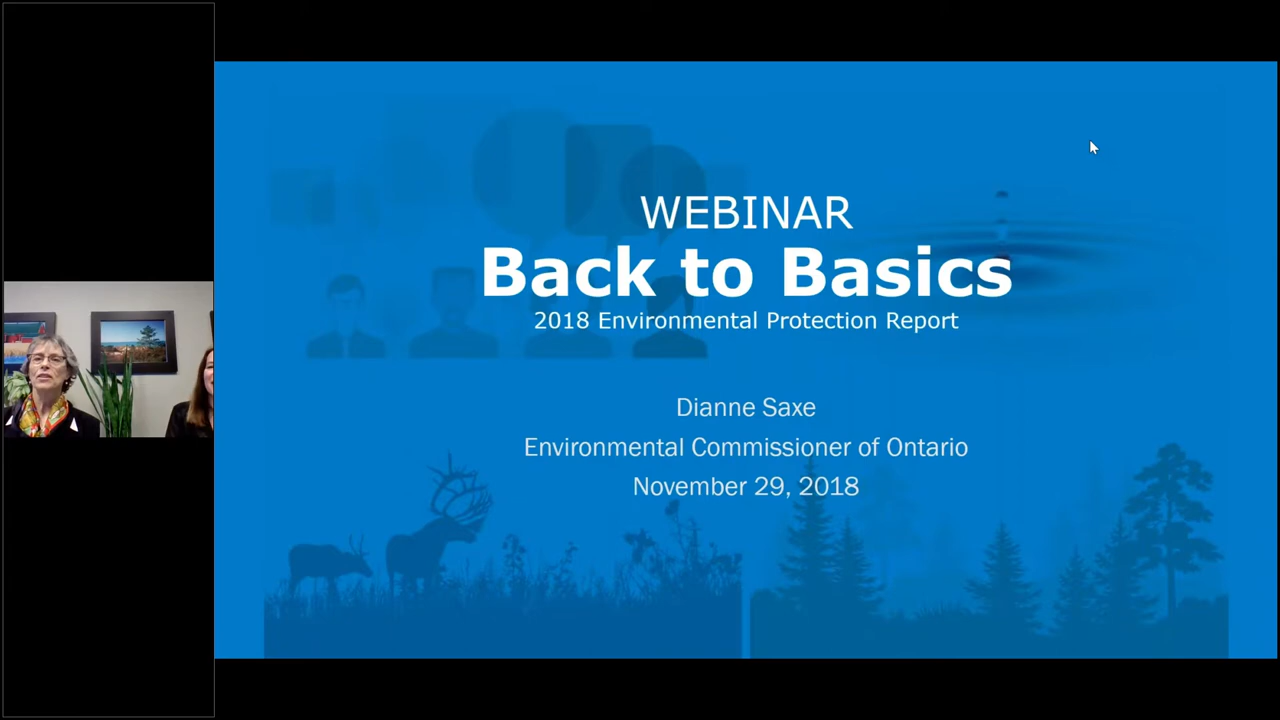 WEBINAR
Back to Basics
2018 Environmental Protection Report
Dianne Saxe
Environmental Commissioner of Ontario
November 29, 2018